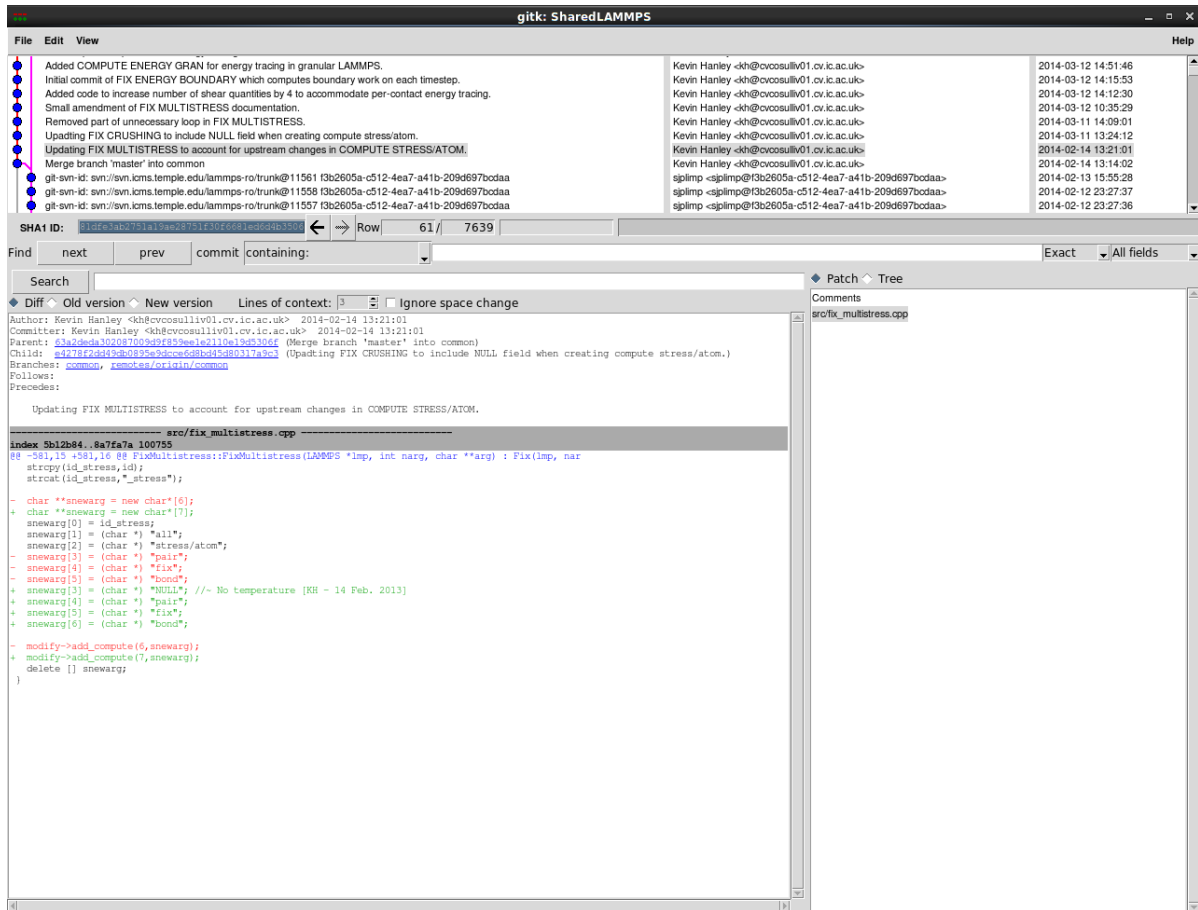 gitk: SharedLAMMPS
File Edit View Help
Added COMPUTE ENERGY GRAN for energy tracing in granular LAMMPS. Kevin Hanley <kh@cvcosulliv01.cv.ic.ac.uk> 2014-03-12 14:51:46
Initial commit of FIX ENERGY BOUNDARY which computes boundary work on each timestep. Kevin Hanley <kh@cvcosulliv01.cv.ic.ac.uk> 2014-03-12 14:15:53
Added code to increase number of shear quantities by 4 to accommodate per-contact energy tracing. Kevin Hanley <kh@cvcosulliv01.cv.ic.ac.uk> 2014-03-12 14:12:30
Small amendment of FIX MULTISTRESS documentation. Kevin Hanley <kh@cvcosulliv01.cv.ic.ac.uk> 2014-03-12 10:35:29
Removed part of unnecessary loop in FIX MULTISTRESS. Kevin Hanley <kh@cvcosulliv01.cv.ic.ac.uk> 2014-03-11 14:09:01
Upadting FIX CRUSHING to include NULL field when creating compute stress/atom. Kevin Hanley <kh@cvcosulliv01.cv.ic.ac.uk> 2014-03-11 13:24:12
Updating FIX MULTISTRESS to account for upstream changes in COMPUTE STRESS/ATOM. Kevin Hanley <kh@cvcosulliv01.cv.ic.ac.uk> 2014-02-14 13:21:01
Merge branch 'master' into common Kevin Hanley <kh@cvcosulliv01.cv.ic.ac.uk> 2014-02-14 13:14:02
git-svn-id: svn://svn.icms.temple.edu/lammps-ro/trunk@11561 f3b2605a-c512-4ea7-a41b-209d697bcdaa sjplimp <sjplimp@f3b2605a-c512-4ea7-a41b-209d697bcdaa> 2014-02-13 15:55:28
git-svn-id: svn://svn.icms.temple.edu/lammps-ro/trunk@11558 f3b2605a-c512-4ea7-a41b-209d697bcdaa sjplimp <sjplimp@f3b2605a-c512-4ea7-a41b-209d697bcdaa> 2014-02-12 23:27:37
git-svn-id: svn://svn.icms.temple.edu/lammps-ro/trunk@11557 f3b2605a-c512-4ea7-a41b-209d697bcdaa sjplimp <sjplimp@f3b2605a-c512-4ea7-a41b-209d697bcdaa> 2014-02-12 23:27:36
SHA1 ID: 81dfe3ab2751a19ae28751f30f6681ed6d4b3506 Row 61 / 7639
Find next prev commit containing: Exact All fields
Search
Patch Tree
Diff Old version New version Lines of context: 3 Ignore space change
Comments
src/fix_multistress.cpp
Author: Kevin Hanley <kh@cvcosulliv01.cv.ic.ac.uk> 2014-02-14 13:21:01
Committer: Kevin Hanley <kh@cvcosulliv01.cv.ic.ac.uk> 2014-02-14 13:21:01
Parent: 63a2deda302087009d9f859ee1e2110e19d5306f (Merge branch 'master' into common)
Child: e4278f2dd49db0895e9dcce6d8bd45d80317a9c3 (Upadting FIX CRUSHING to include NULL field when creating compute stress/atom.)
Branches: common, remotes/origin/common
Follows:
Precedes:
Updating FIX MULTISTRESS to account for upstream changes in COMPUTE STRESS/ATOM.
--------------------------- src/fix_multistress.cpp ---------------------------
index 5b12b84..8a7fa7a 100755
@@ -581,15 +581,16 @@ FixMultistress::FixMultistress(LAMMPS *lmp, int narg, char **arg) : Fix(lmp, nar
strcpy(id_stress,id);
strcat(id_stress,"_stress");
- char **snewarg = new char*[6];
+ char **snewarg = new char*[7];
snewarg[0] = id_stress;
snewarg[1] = (char *) "all";
snewarg[2] = (char *) "stress/atom";
- snewarg[3] = (char *) "pair";
- snewarg[4] = (char *) "fix";
- snewarg[5] = (char *) "bond";
+ snewarg[3] = (char *) "NULL"; //- No temperature [KH - 14 Feb. 2013]
+ snewarg[4] = (char *) "pair";
+ snewarg[5] = (char *) "fix";
+ snewarg[6] = (char *) "bond";
- modify->add_compute(6,snewarg);
+ modify->add_compute(7,snewarg);
delete [] snewarg;
}